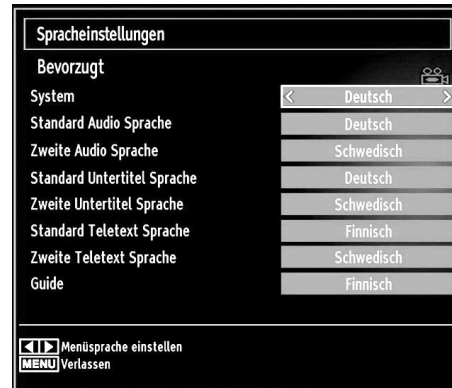 Spracheinstellungen
Bevorzugt
System < Deutsch >
Standard Audio Sprache Deutsch
Zweite Audio Sprache Schwedisch
Standard Untertitel Sprache Deutsch
Zweite Untertitel Sprache Schwedisch
Standard Teletext Sprache Finnisch
Zweite Teletext Sprache Schwedisch
Guide Finnisch
Menüsprache einstellen
MENU Verlassen